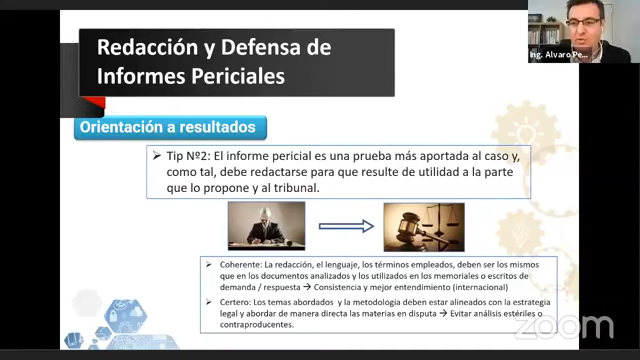 Redacción y Defensa de
Informes Periciales
Ing. Alvaro Pe...
Orientación a resultados
➢ Tip Nº2: El informe pericial es una prueba más aportada al caso y,
como tal, debe redactarse para que resulte de utilidad a la parte
que lo propone y al tribunal.
➢ Coherente: La redacción, el lenguaje, los términos empleados, deben ser los mismos
que en los documentos analizados y los utilizados en los memoriales o escritos de
demanda / respuesta → Consistencia y mejor entendimiento (internacional)
➢ Certero: Los temas abordados y la metodologia deben estar alineados con la estrategia
legal y abordar de manera directa las materias en disputa → Evitar análisis estériles o
contraproducentes.
zoom